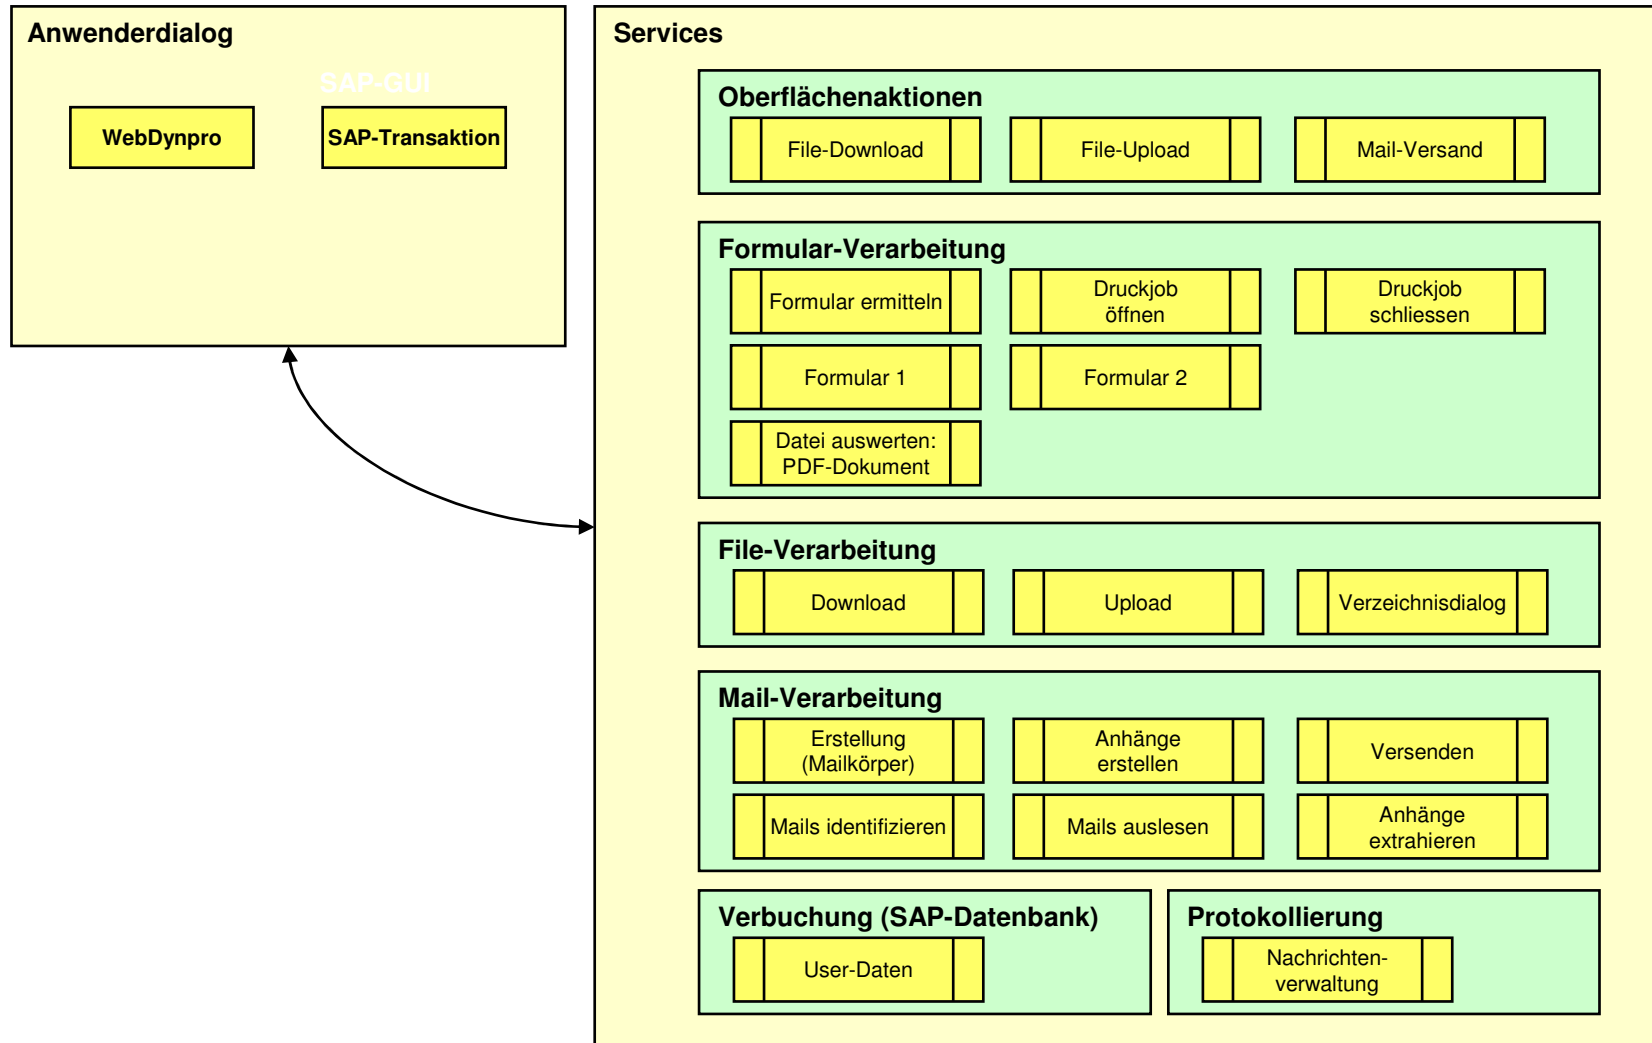 Anwenderdialog
SAP-GUI
WebDynpro
SAP-Transaktion
Services
Oberflächenaktionen
File-Download
File-Upload
Mail-Versand
Formular-Verarbeitung
Formular ermitteln
Druckjob
öffnen
Druckjob
schliessen
Formular 1
Formular 2
Datei auswerten:
PDF-Dokument
File-Verarbeitung
Download
Upload
Verzeichnisdialog
Mail-Verarbeitung
Erstellung
(Mailkörper)
Anhänge
erstellen
Versenden
Mails identifizieren
Mails auslesen
Anhänge
extrahieren
Verbuchung (SAP-Datenbank)
User-Daten
Protokollierung
Nachrichten-
verwaltung